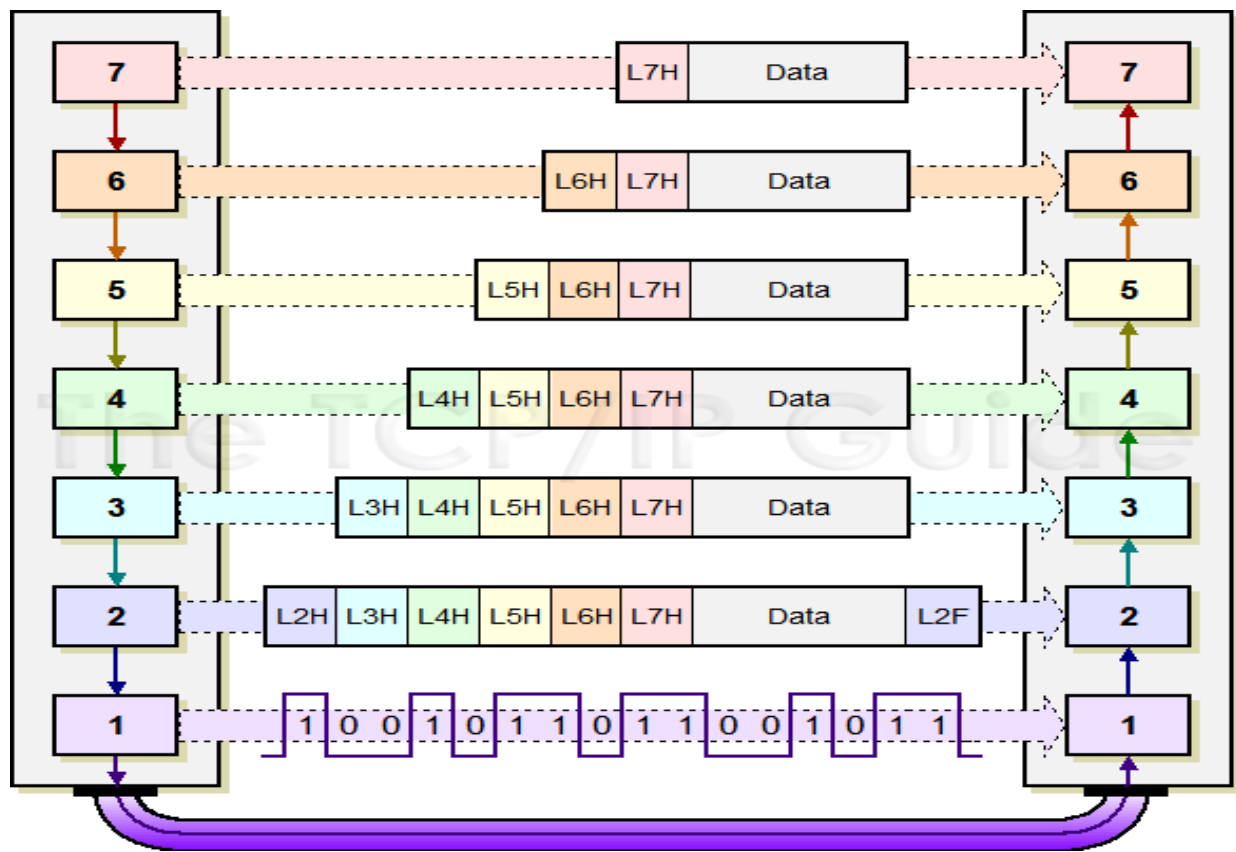 7 L7H Data 7
6 L6H L7H Data 6
5 L5H L6H L7H Data 5
4 L4H L5H L6H L7H Data 4
The TCP/IP Guide
3 L3H L4H L5H L6H L7H Data 3
2 L2H L3H L4H L5H L6H L7H Data L2F 2
1 1 0 0 1 0 1 1 0 1 1 0 0 1 0 1 1 1